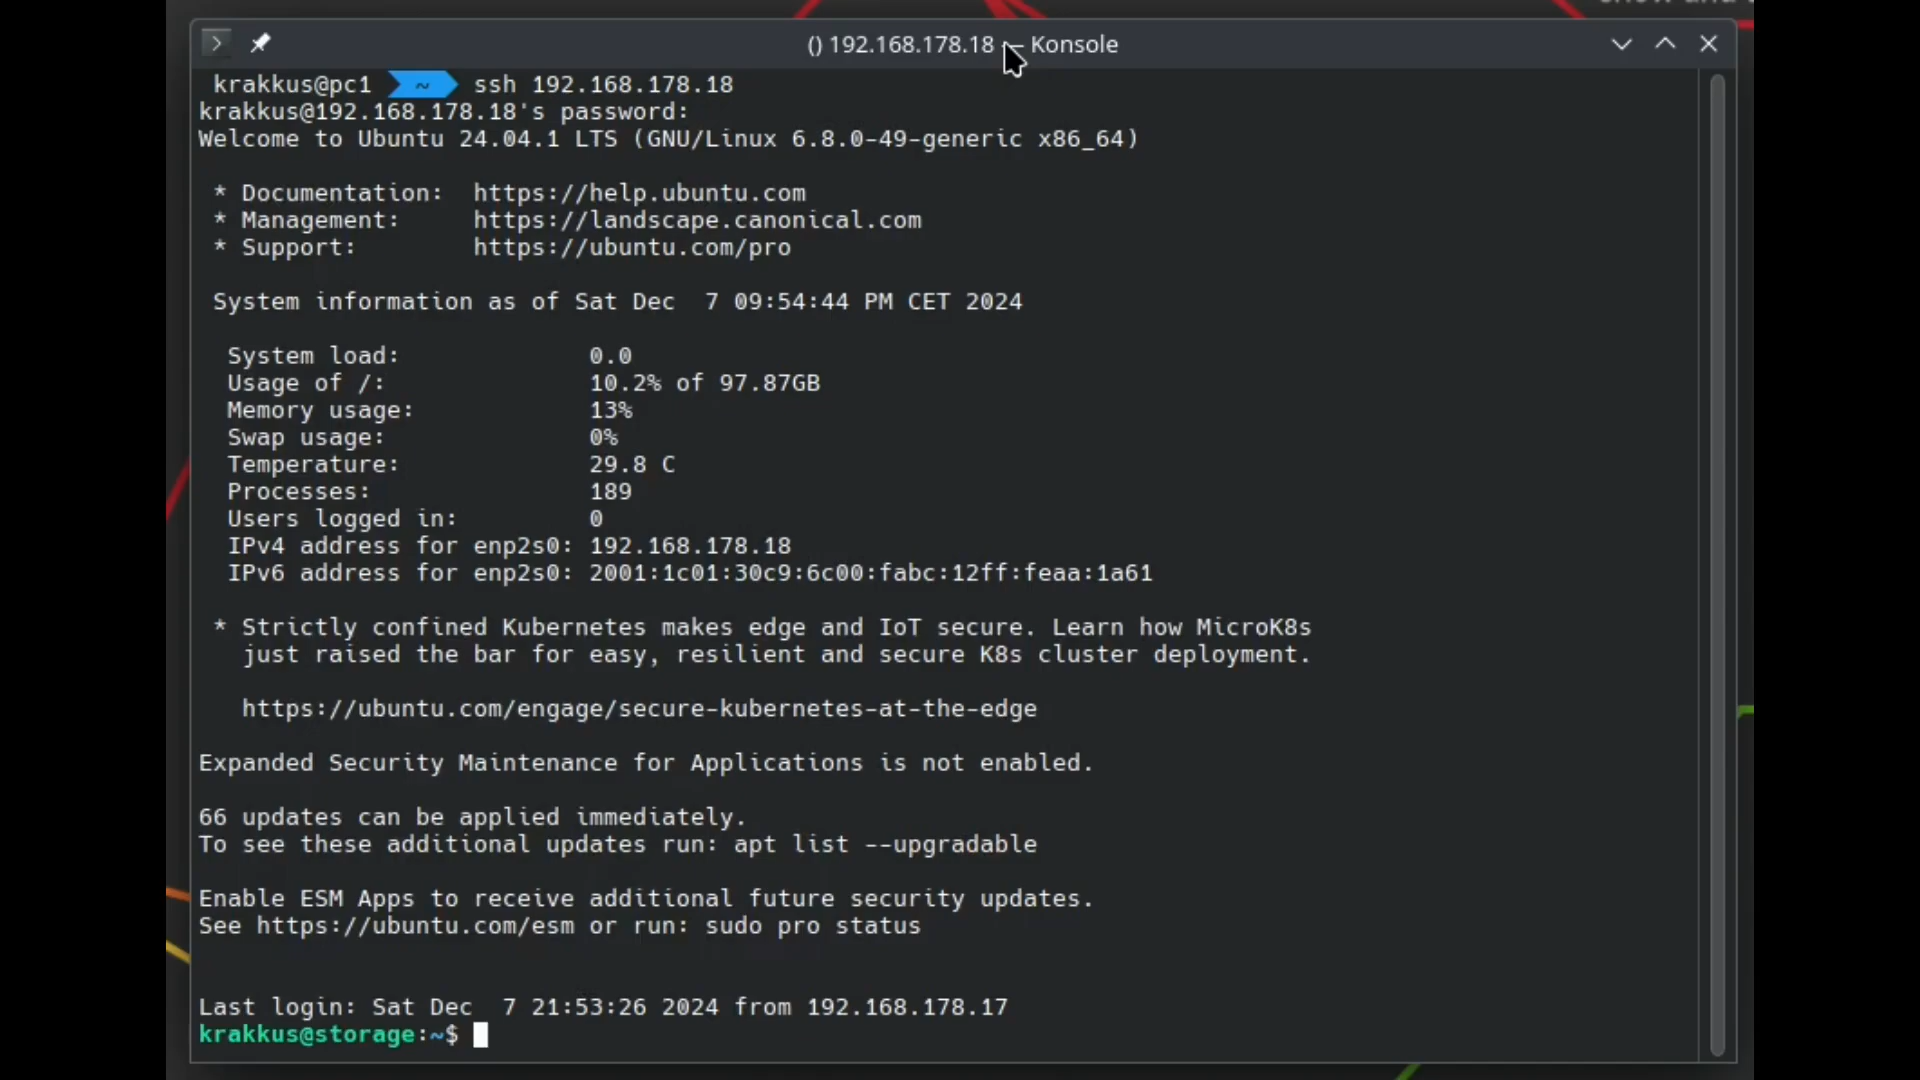 () 192.168.178.18 — Konsole
krakkus@pc1 ~ ssh 192.168.178.18
krakkus@192.168.178.18's password:
Welcome to Ubuntu 24.04.1 LTS (GNU/Linux 6.8.0-49-generic x86_64)
* Documentation: https://help.ubuntu.com
* Management: https://landscape.canonical.com
* Support: https://ubuntu.com/pro
System information as of Sat Dec 7 09:54:44 PM CET 2024
System load: 0.0
Usage of /: 10.2% of 97.87GB
Memory usage: 13%
Swap usage: 0%
Temperature: 29.8 C
Processes: 189
Users logged in: 0
IPv4 address for enp2s0: 192.168.178.18
IPv6 address for enp2s0: 2001:1c01:30c9:6c00:fabc:12ff:feaa:1a61
* Strictly confined Kubernetes makes edge and IoT secure. Learn how MicroK8s
just raised the bar for easy, resilient and secure K8s cluster deployment.
https://ubuntu.com/engage/secure-kubernetes-at-the-edge
Expanded Security Maintenance for Applications is not enabled.
66 updates can be applied immediately.
To see these additional updates run: apt list --upgradable
Enable ESM Apps to receive additional future security updates.
See https://ubuntu.com/esm or run: sudo pro status
Last login: Sat Dec 7 21:53:26 2024 from 192.168.178.17
krakkus@storage:~$